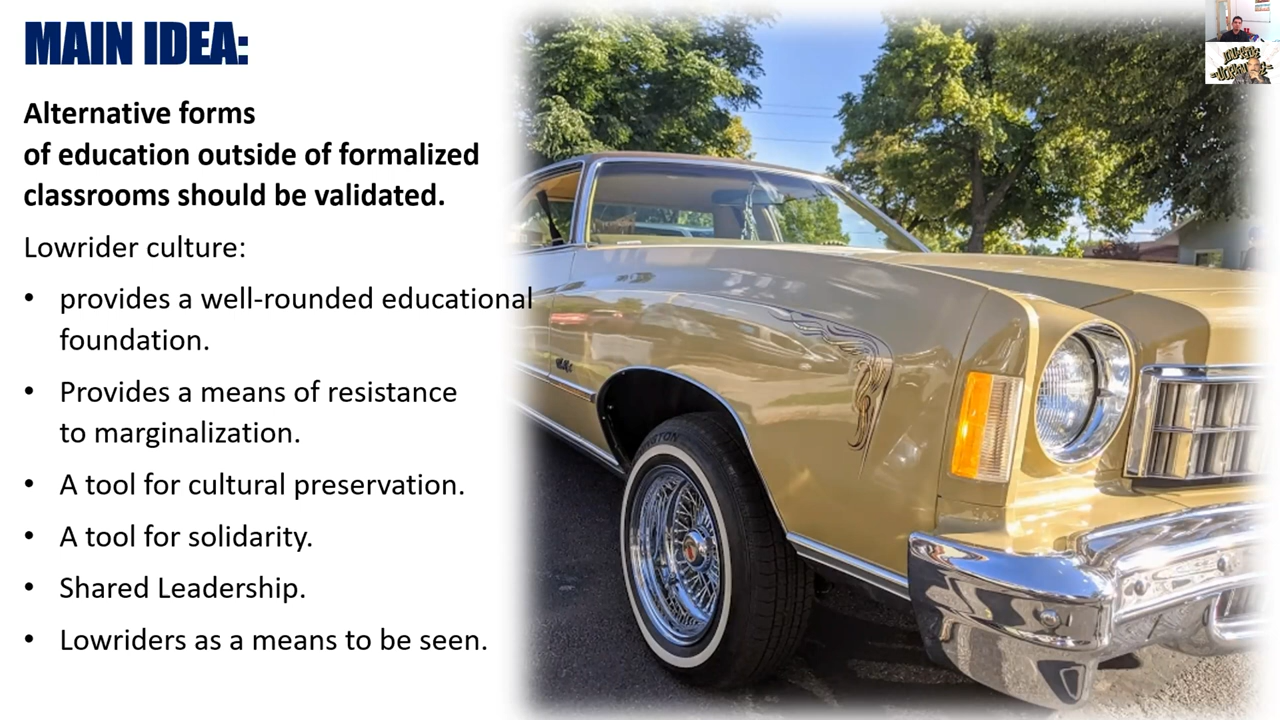 MAIN IDEA:
Alternative forms
of education outside of formalized
classrooms should be validated.
Lowrider culture:
• provides a well-rounded educational
foundation.
• Provides a means of resistance
to marginalization.
• A tool for cultural preservation.
• A tool for solidarity.
• Shared Leadership.
• Lowriders as a means to be seen.